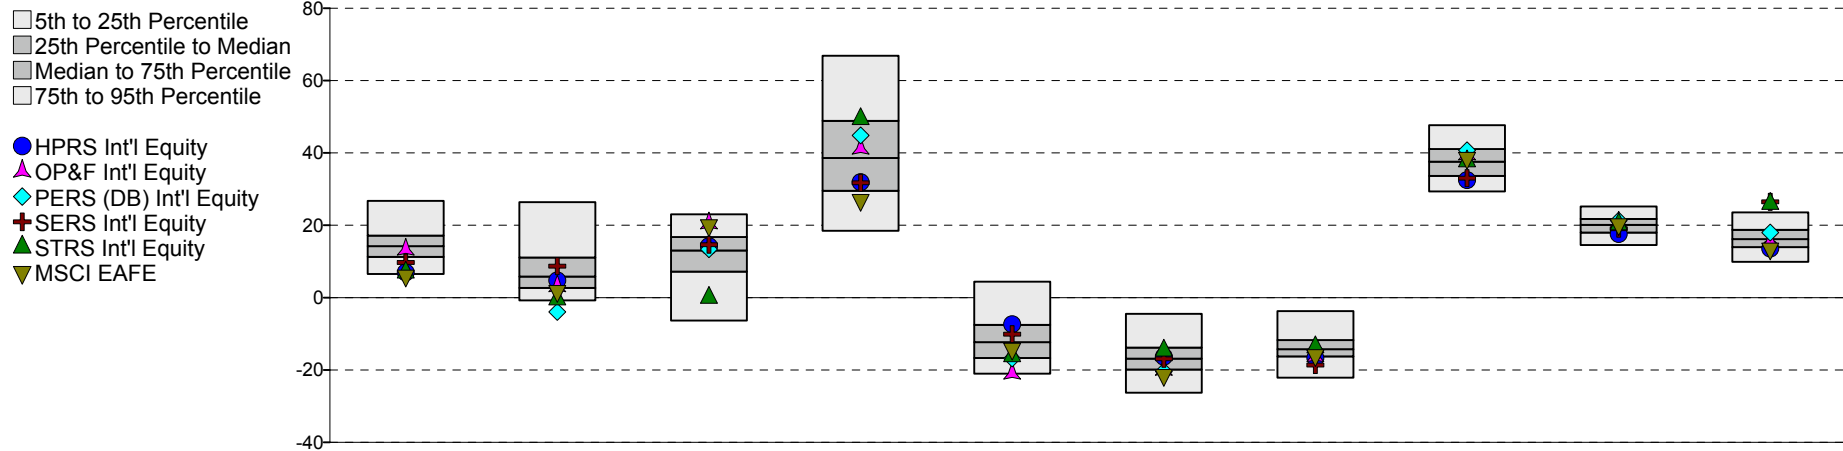 5th to 25th Percentile
25th Percentile to Median
Median to 75th Percentile
75th to 95th Percentile
HPRS Int'l Equity
OP&F Int'l Equity
PERS (DB) Int'l Equity
SERS Int'l Equity
STRS Int'l Equity
MSCI EAFE
80
60
40
20
0
-20
-40